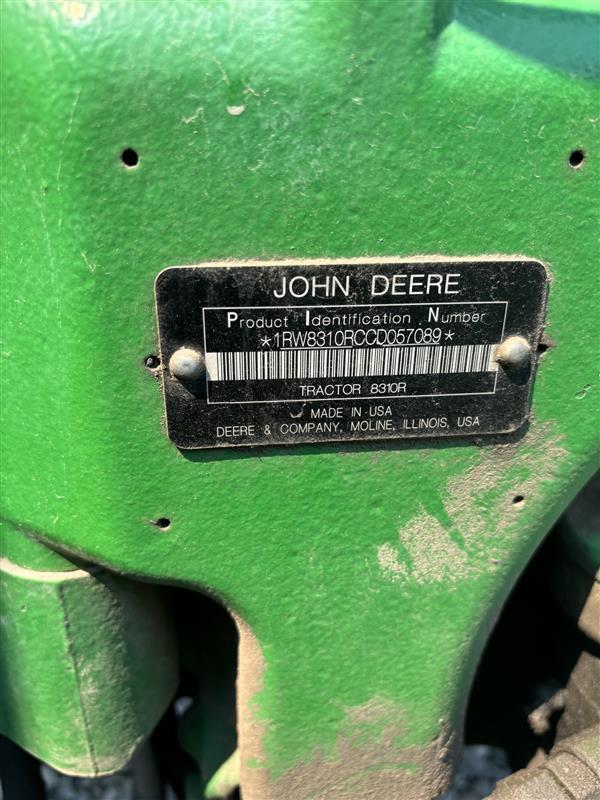 JOHN DEERE
Product Identification Number
*1RW8310RCCD057089*
TRACTOR 8310R
MADE IN USA
DEERE & COMPANY, MOLINE, ILLINOIS, USA